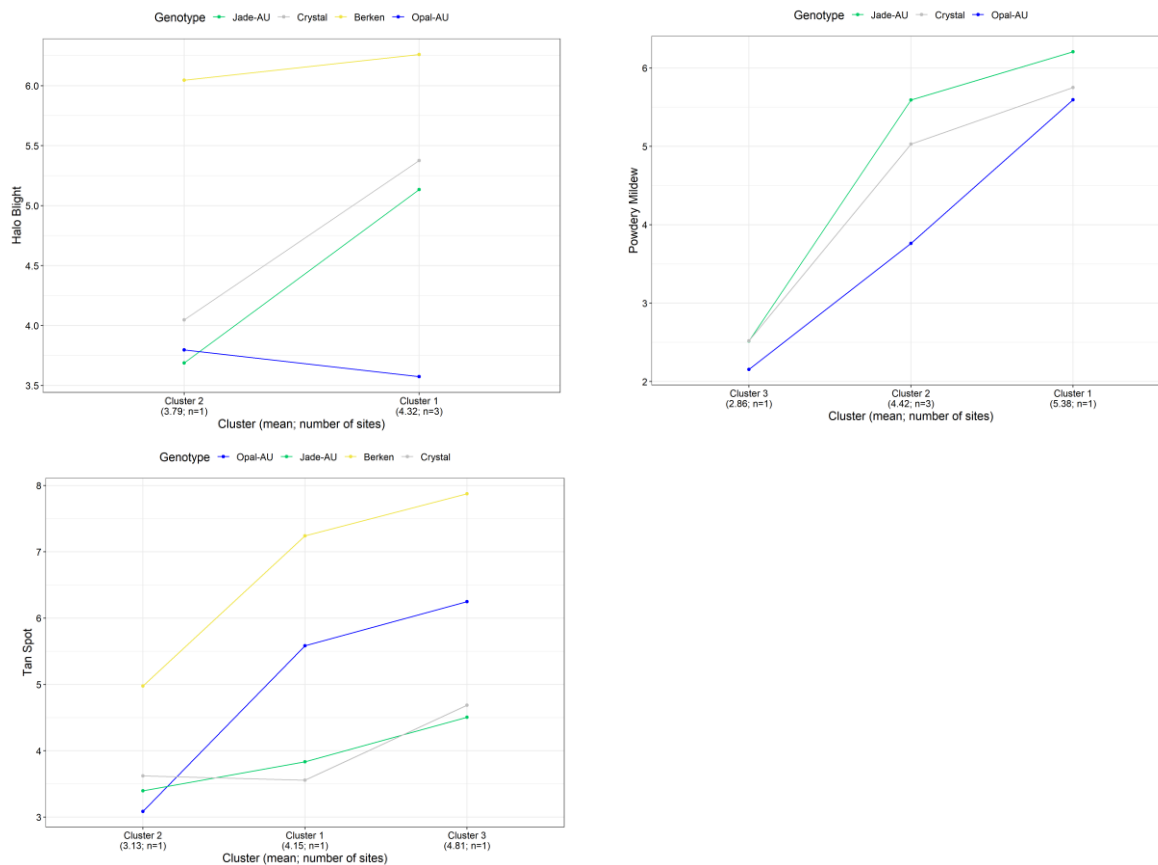 Genotype Jade-AU Crystal Berken Opal-AU
Halo Blight
6.0
5.5
5.0
4.5
4.0
3.5
Cluster 2 Cluster 1
(3.79; n=1) (4.32; n=3)
Cluster (mean; number of sites)
Genotype Jade-AU Crystal Opal-AU
Powdery Mildew
6
5
4
3
2
Cluster 3 Cluster 2 Cluster 1
(2.86; n=1) (4.42; n=3) (5.38; n=1)
Cluster (mean; number of sites)
Genotype Opal-AU Jade-AU Berken Crystal
Tan Spot
8
7
6
5
4
3
Cluster 2 Cluster 1 Cluster 3
(3.13; n=1) (4.15; n=1) (4.81; n=1)
Cluster (mean; number of sites)